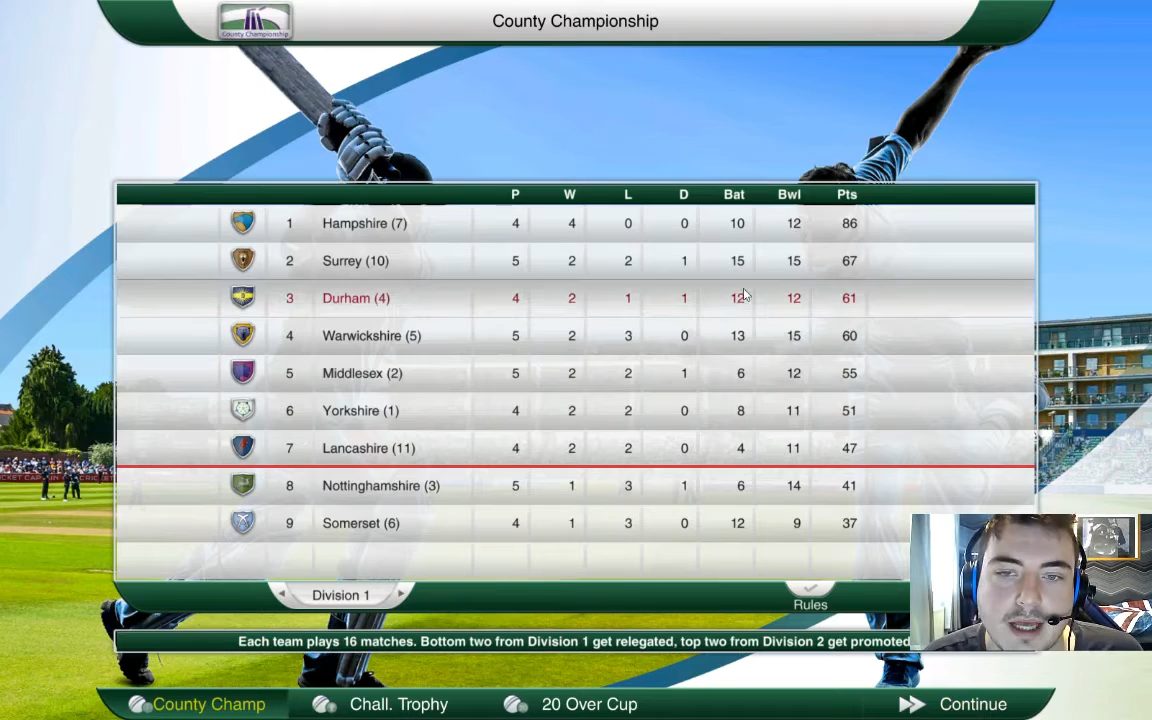 County Championship
County Championship
P W L D Bat Bwl Pts
1 Hampshire (7) 4 4 0 0 10 12 86
2 Surrey (10) 5 2 2 1 15 15 67
3 Durham (4) 4 2 1 1 12 12 61
4 Warwickshire (5) 5 2 3 0 13 15 60
5 Middlesex (2) 5 2 2 1 6 12 55
6 Yorkshire (1) 4 2 2 0 8 11 51
7 Lancashire (11) 4 2 2 0 4 11 47
8 Nottinghamshire (3) 5 1 3 1 6 14 41
9 Somerset (6) 4 1 3 0 12 9 37
Division 1
Rules
Each team plays 16 matches. Bottom two from Division 1 get relegated, top two from Division 2 get promoted
County Champ Chall. Trophy 20 Over Cup Continue